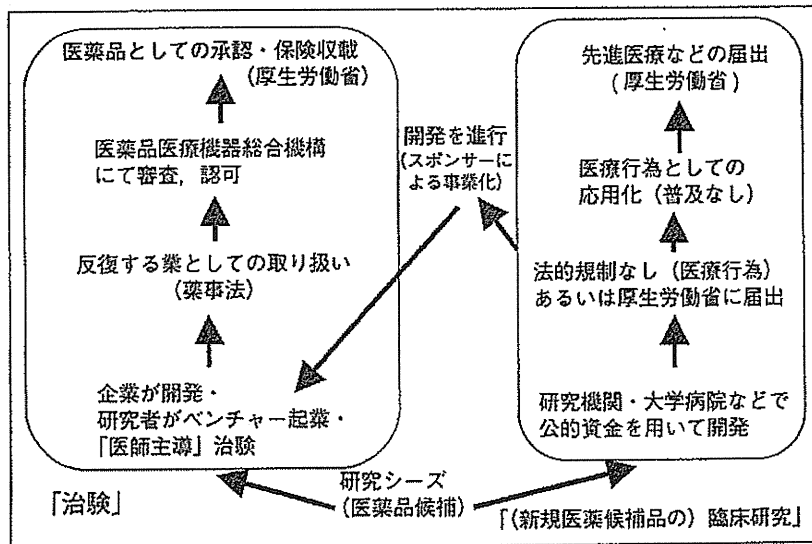 医薬品としての承認・保険収載
(厚生労働省)
医薬品医療機器総合機構
にて審査，認可
反復する業としての取り扱い
(薬事法)
企業が開発・
研究者がベンチャー起業・
「医師主導」治験
「治験」
開発を進行
(スポンサーに
よる事業化)
研究シーズ
(医薬品候補)
先進医療などの届出
(厚生労働省)
医療行為としての
応用化（普及なし）
法的規制なし（医療行為）
あるいは厚生労働省に届出
研究機関・大学病院などで
公的資金を用いて開発
「(新規医薬候補品の) 臨床研究」